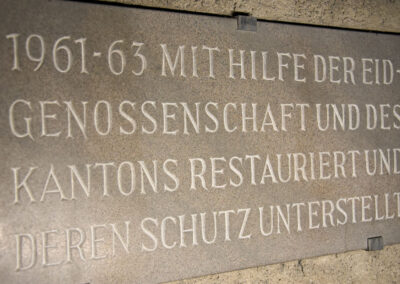 1961-63 MIT HILFE DER EID-
GENOSSENSCHAFT UND DES
KANTONS RESTAURIERT UND
DEREN SCHUTZ UNTERSTELLT